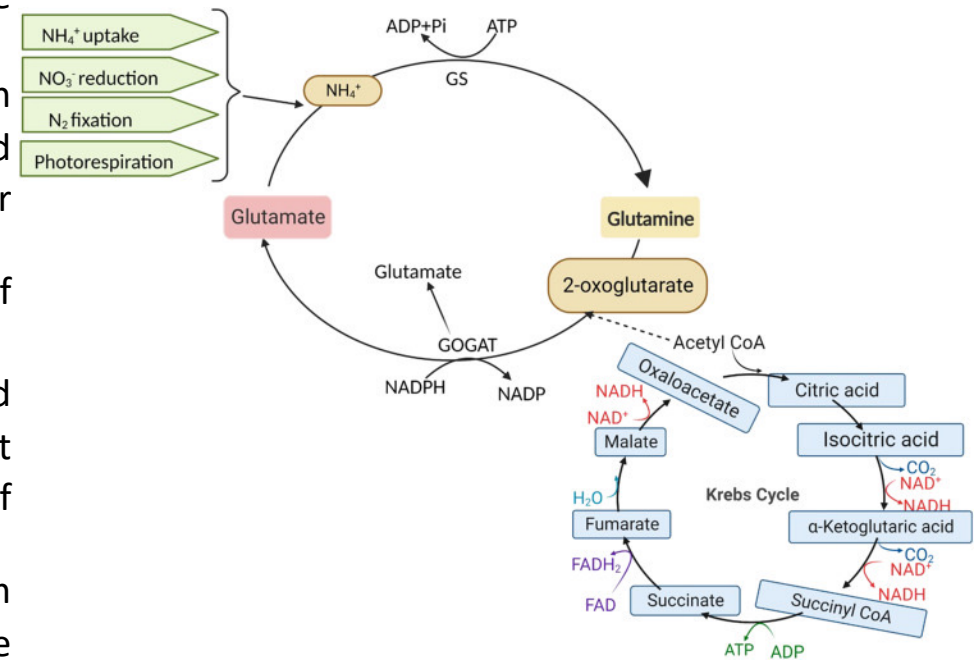 NH₄⁺ uptake
NO₃⁻ reduction
N₂ fixation
Photorespiration
NH₄⁺
ADP+Pi
ATP
GS
Glutamate
Glutamine
2-oxoglutarate
Glutamate
GOGAT
NADPH
NADP
Acetyl CoA
Oxaloacetate
Citric acid
Isocitric acid
CO₂
NAD⁺
NADH
α-Ketoglutaric acid
CO₂
NAD⁺
NADH
Succinyl CoA
ATP
ADP
Succinate
FADH₂
FAD
Fumarate
H₂O
Malate
NADH
NAD⁺
Krebs Cycle